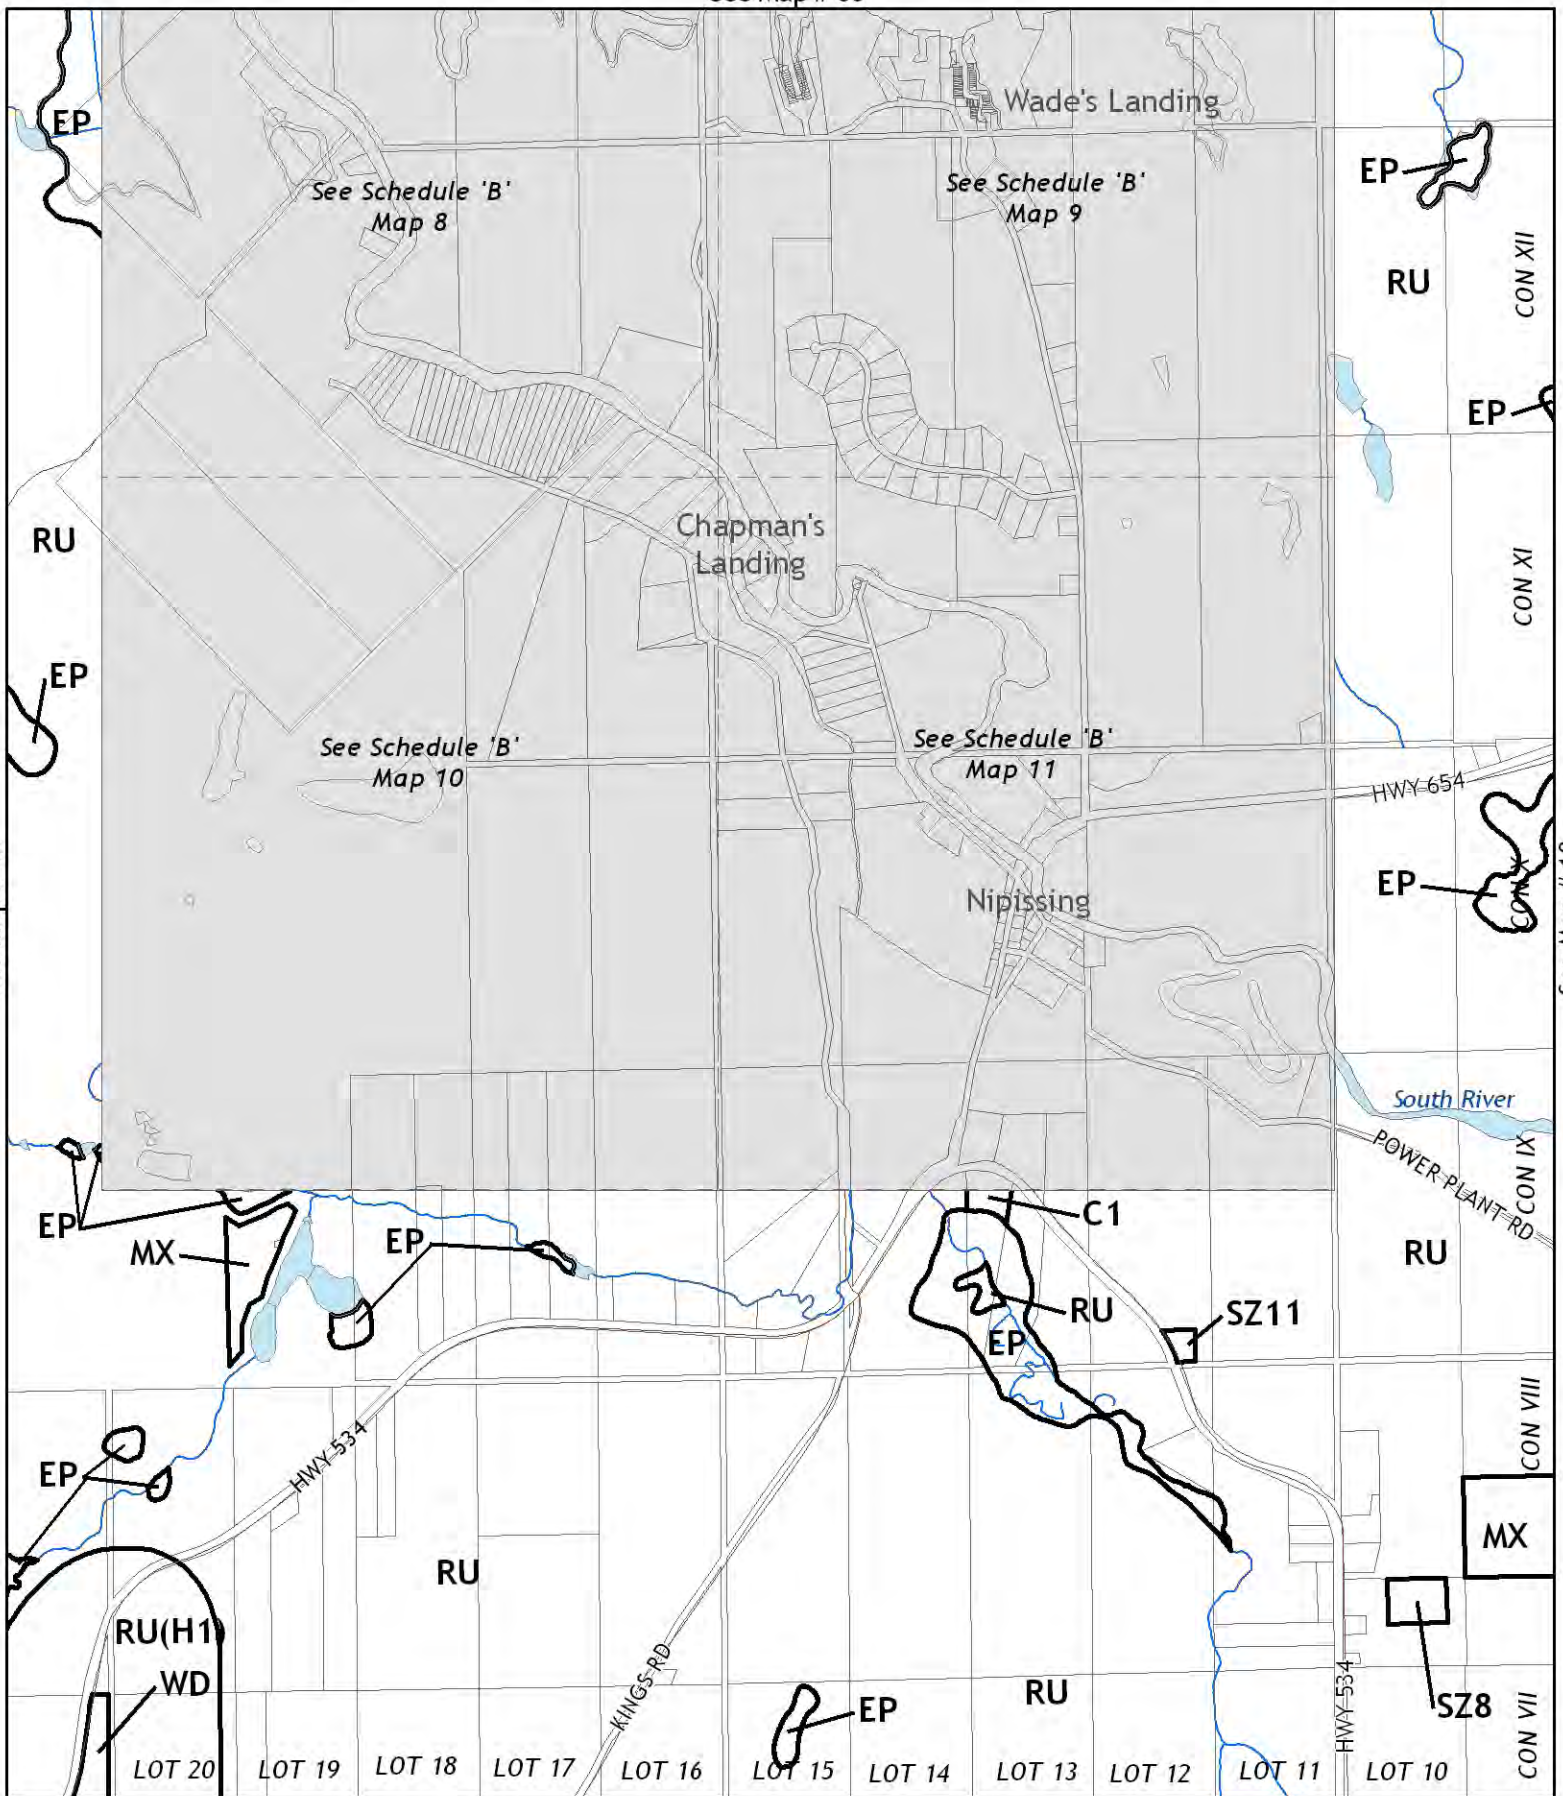 Wade's Landing
EP
EP
See Schedule 'B'
Map 8
See Schedule 'B'
Map 9
CON XII
RU
EP
Chapman's
Landing
RU
CON XI
EP
See Schedule 'B'
Map 10
See Schedule 'B'
Map 11
HWY 654
EP
CON X
Nipissing
South River
POWER PLANT RD
CON IX
EP
MX
EP
C1
RU
RU
SZ11
EP
CON VIII
HWY 534
EP
MX
RU
RU(H1)
WD
KINGS RD
EP
RU
HWY 534
SZ8
CON VII
LOT 20
LOT 19
LOT 18
LOT 17
LOT 16
LOT 15
LOT 14
LOT 13
LOT 12
LOT 11
LOT 10